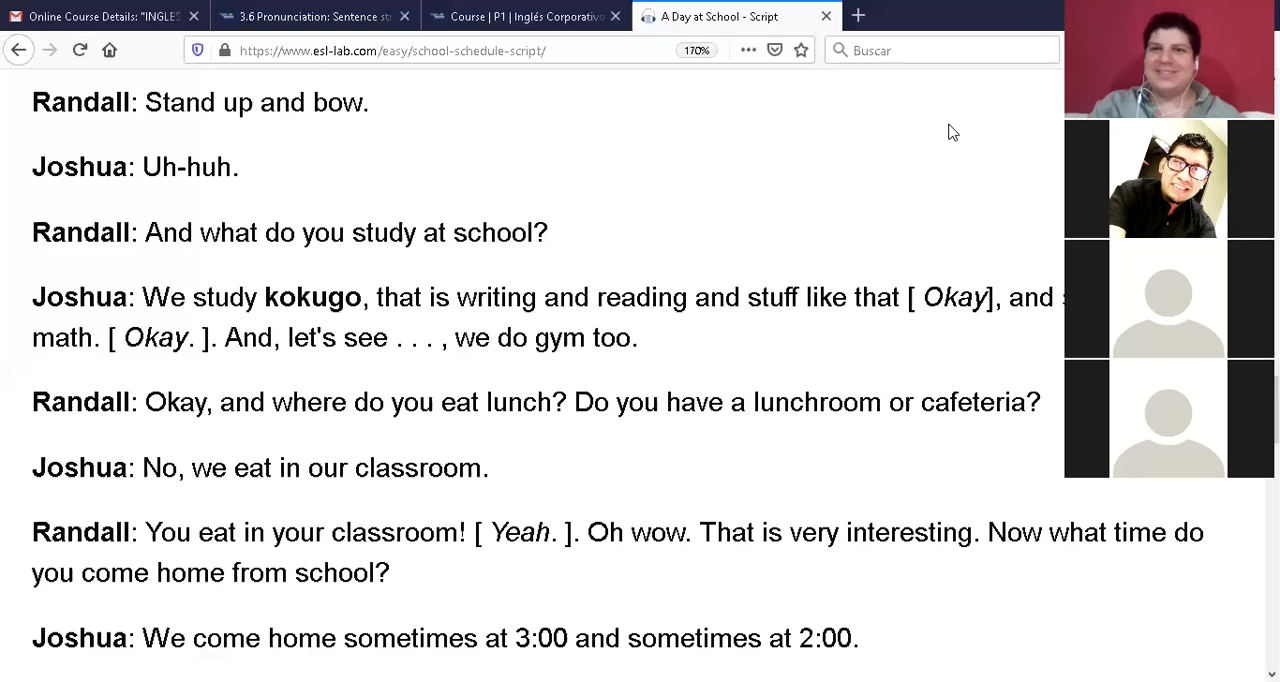 Online Course Details: "INGLES
3.6 Pronunciation: Sentence str
Course | P1 | Inglés Corporativo
A Day at School - Script
https://www.esl-lab.com/easy/school-schedule-script/
170%
Buscar
Randall: Stand up and bow.
Joshua: Uh-huh.
Randall: And what do you study at school?
Joshua: We study kokugo, that is writing and reading and stuff like that [ Okay], and
math. [ Okay. ]. And, let's see . . . , we do gym too.
Randall: Okay, and where do you eat lunch? Do you have a lunchroom or cafeteria?
Joshua: No, we eat in our classroom.
Randall: You eat in your classroom! [ Yeah. ]. Oh wow. That is very interesting. Now what time do
you come home from school?
Joshua: We come home sometimes at 3:00 and sometimes at 2:00.